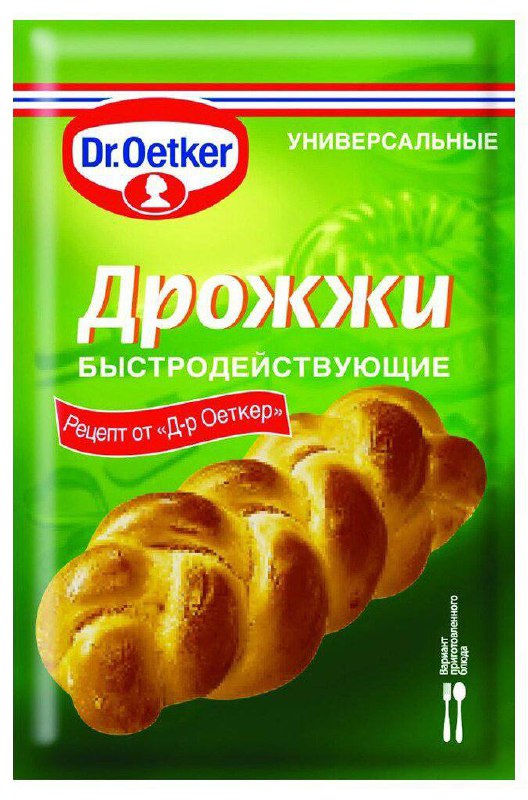 Dr.Oetker
УНИВЕРСАЛЬНЫЕ
Дрожжи
БЫСТРОДЕЙСТВУЮЩИЕ
Рецепт от «Д-р Оеткер»
Вариант
приготовленного
блюда